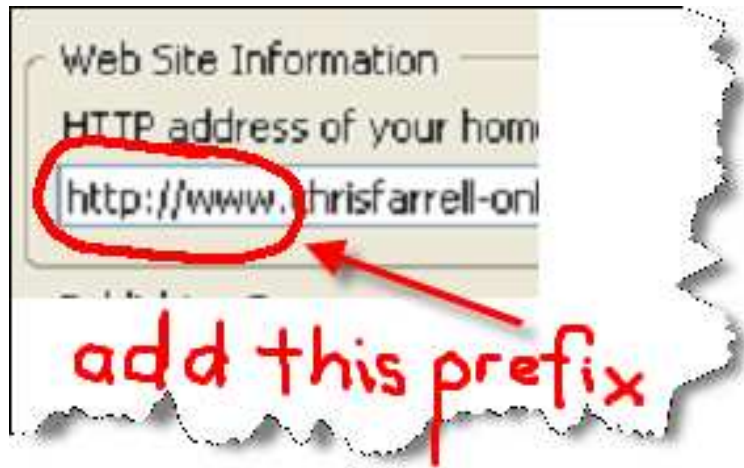 Web Site Information
HTTP address of your hom
http://www.chrisfarrell-onl
add this prefix